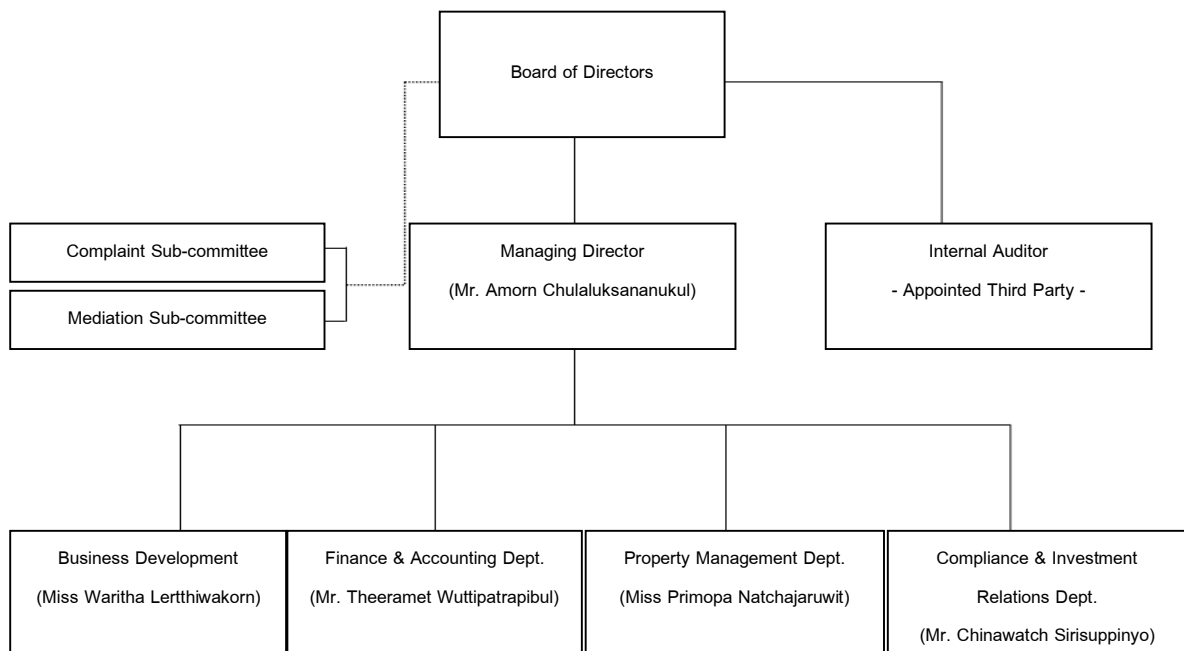 Board of Directors
Complaint Sub-committee
Mediation Sub-committee
Managing Director
(Mr. Amorn Chulaluksananukul)
Internal Auditor
- Appointed Third Party -
Business Development
(Miss Waritha Lertthiwakorn)
Finance & Accounting Dept.
(Mr. Theeramet Wuttipatrapibul)
Property Management Dept.
(Miss Primopa Natchajaruwit)
Compliance & Investment
Relations Dept.
(Mr. Chinawatch Sirisuppinyo)